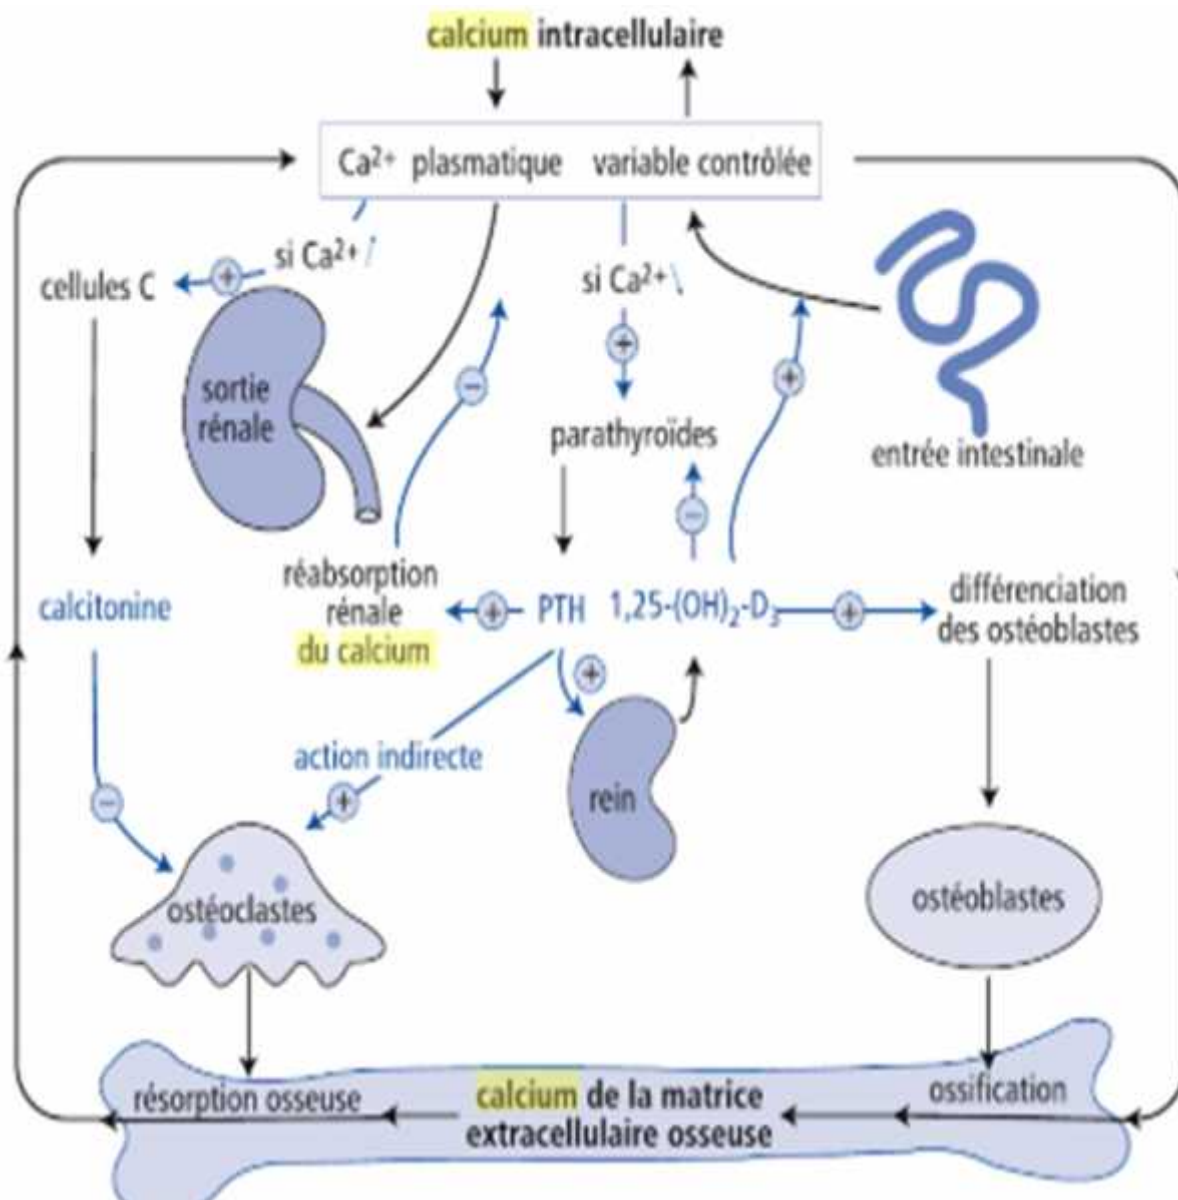 calcium intracellulaire
Ca2+ plasmatique variable contrôlée
si Ca2+
si Ca2+
cellules C
+
+
sortie
rénale
−
+
parathyroïdes
entrée intestinale
−
calcitonine
réabsorption
rénale
du calcium
+
PTH
1,25-(OH)2-D3
+
différenciation
des ostéoblastes
+
action indirecte
+
−
rein
ostéoclastes
ostéoblastes
résorption osseuse
calcium de la matrice
extracellulaire osseuse
ossification